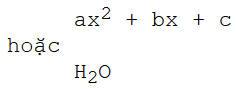 ax² + bx + c
hoặc
H₂O